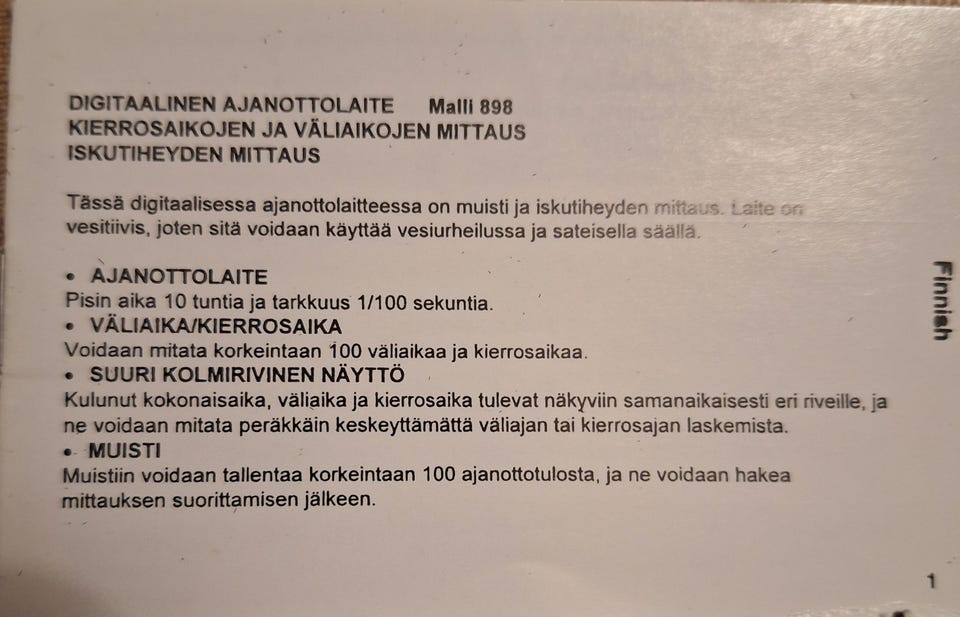 DIGITAALINEN AJANOTTOLAITE Malli 898
KIERROSAIKOJEN JA VÄLIAIKOJEN MITTAUS
ISKUTIHEYDEN MITTAUS
Tässä digitaalisessa ajanottolaitteessa on muisti ja iskutiheyden mittaus. Laite on
vesitiivis, joten sitä voidaan käyttää vesiurheilussa ja sateisella säällä.
• AJANOTTOLAITE
Pisin aika 10 tuntia ja tarkkuus 1/100 sekuntia.
• VÄLIAIKA/KIERROSAIKA
Voidaan mitata korkeintaan 100 väliaikaa ja kierrosaikaa.
• SUURI KOLMIRIVINEN NÄYTTÖ
Kulunut kokonaisaika, väliaika ja kierrosaika tulevat näkyviin samanaikaisesti eri riveille, ja
ne voidaan mitata peräkkäin keskeyttämättä väliajan tai kierrosajan laskemista.
• MUISTI
Muistiin voidaan tallentaa korkeintaan 100 ajanottotulosta, ja ne voidaan hakea
mittauksen suorittamisen jälkeen.
Finnish
1